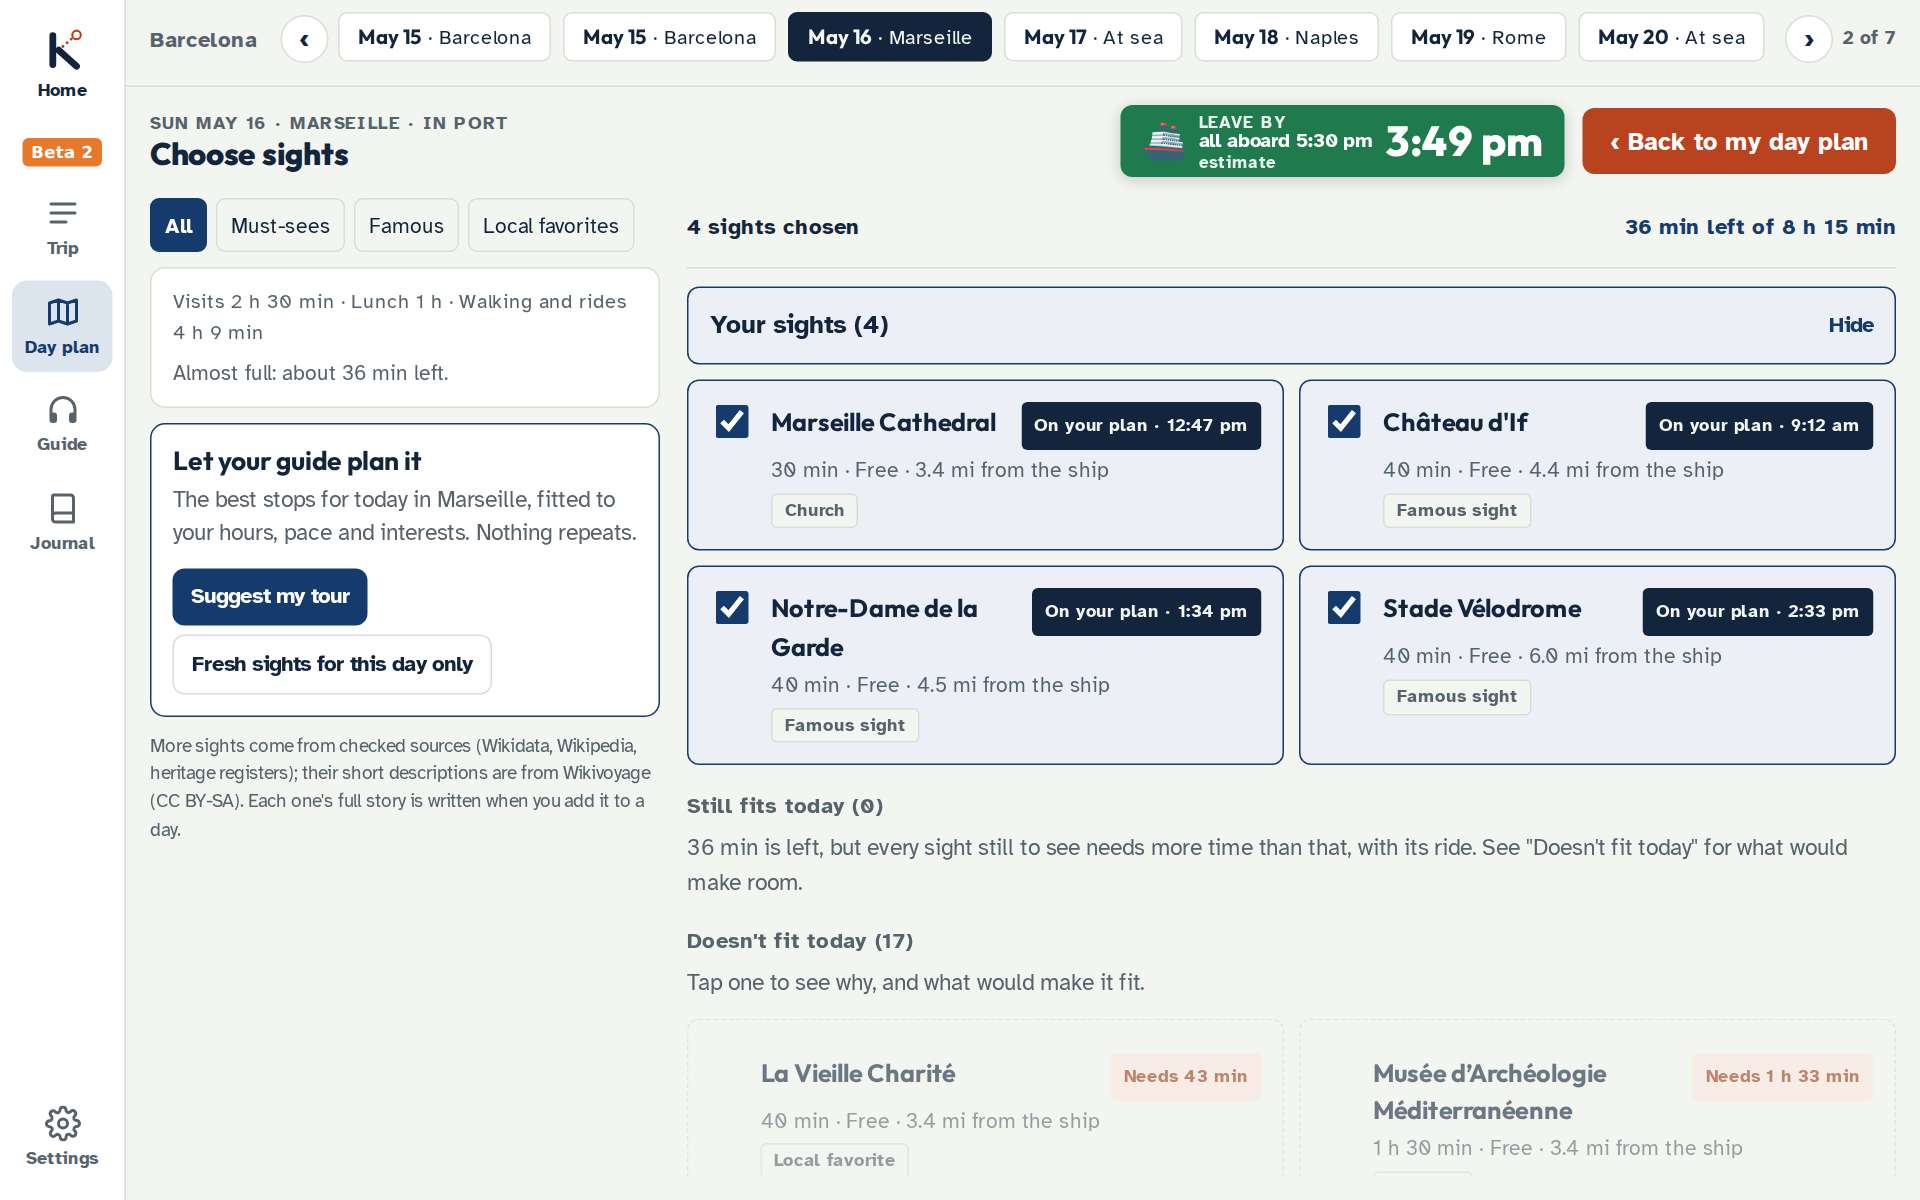 Home
Beta 2
Trip
Day plan
Guide
Journal
Settings
Barcelona
‹
May 15 · Barcelona
May 15 · Barcelona
May 16 · Marseille
May 17 · At sea
May 18 · Naples
May 19 · Rome
May 20 · At sea
›
2 of 7
SUN MAY 16 · MARSEILLE · IN PORT
Choose sights
LEAVE BY
all aboard 5:30 pm
estimate
3:49 pm
‹ Back to my day plan
All
Must-sees
Famous
Local favorites
Visits 2 h 30 min · Lunch 1 h · Walking and rides
4 h 9 min
Almost full: about 36 min left.
Let your guide plan it
The best stops for today in Marseille, fitted to
your hours, pace and interests. Nothing repeats.
Suggest my tour
Fresh sights for this day only
More sights come from checked sources (Wikidata, Wikipedia,
heritage registers); their short descriptions are from Wikivoyage
(CC BY-SA). Each one's full story is written when you add it to a
day.
4 sights chosen
36 min left of 8 h 15 min
Your sights (4)
Hide
Marseille Cathedral
On your plan · 12:47 pm
30 min · Free · 3.4 mi from the ship
Church
Château d'If
On your plan · 9:12 am
40 min · Free · 4.4 mi from the ship
Famous sight
Notre-Dame de la
Garde
On your plan · 1:34 pm
40 min · Free · 4.5 mi from the ship
Famous sight
Stade Vélodrome
On your plan · 2:33 pm
40 min · Free · 6.0 mi from the ship
Famous sight
Still fits today (0)
36 min is left, but every sight still to see needs more time than that, with its ride. See "Doesn't fit today" for what would
make room.
Doesn't fit today (17)
Tap one to see why, and what would make it fit.
La Vieille Charité
Needs 43 min
40 min · Free · 3.4 mi from the ship
Local favorite
Musée d’Archéologie
Méditerranéenne
Needs 1 h 33 min
1 h 30 min · Free · 3.4 mi from the ship